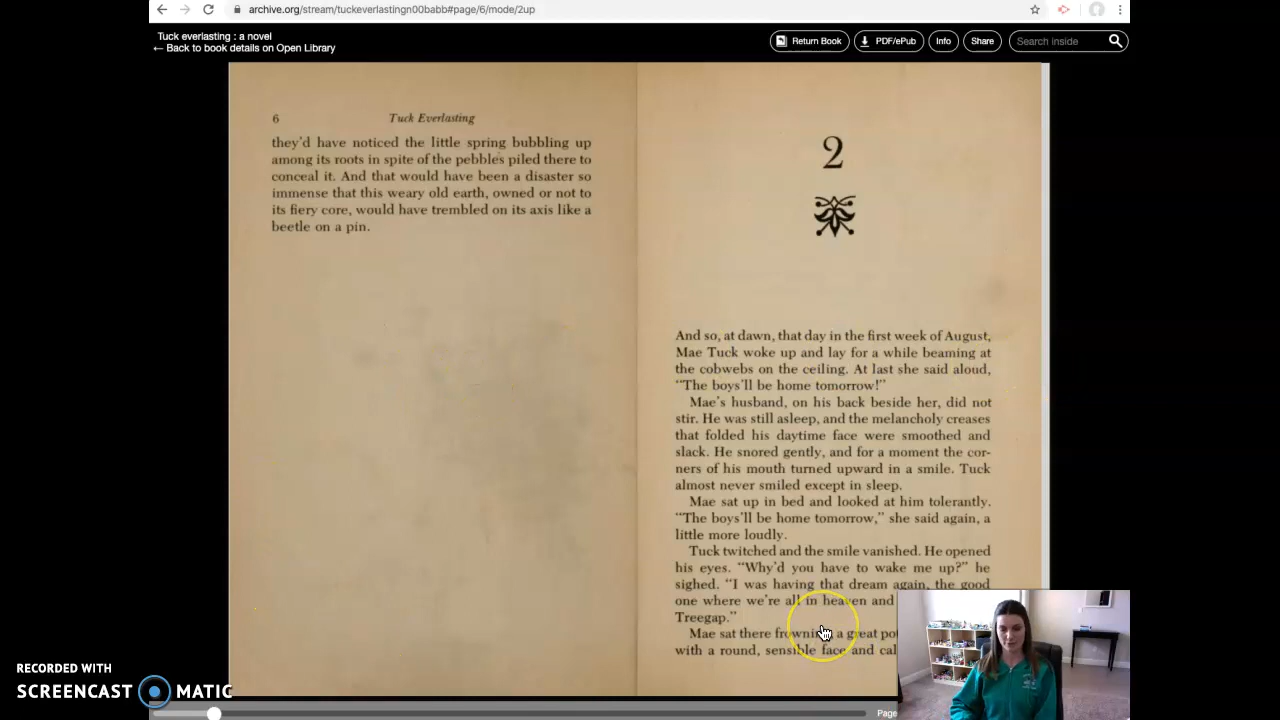 archive.org/stream/tuckeverlastingn00babb#page/6/mode/2up
Tuck everlasting : a novel
← Back to book details on Open Library
Return Book
PDF/ePub
Info
Share
Search inside
6
Tuck Everlasting
they'd have noticed the little spring bubbling up
among its roots in spite of the pebbles piled there to
conceal it. And that would have been a disaster so
immense that this weary old earth, owned or not to
its fiery core, would have trembled on its axis like a
beetle on a pin.
2
And so, at dawn, that day in the first week of August,
Mae Tuck woke up and lay for a while beaming at
the cobwebs on the ceiling. At last she said aloud,
"The boys'll be home tomorrow!"
Mae's husband, on his back beside her, did not
stir. He was still asleep, and the melancholy creases
that folded his daytime face were smoothed and
slack. He snored gently, and for a moment the cor-
ners of his mouth turned upward in a smile. Tuck
almost never smiled except in sleep.
Mae sat up in bed and looked at him tolerantly.
"The boys'll be home tomorrow," she said again, a
little more loudly.
Tuck twitched and the smile vanished. He opened
his eyes. "Why'd you have to wake me up?" he
sighed. "I was having that dream again, the good
one where we're all in heaven and
Treegap."
Mae sat there frowning a great
with a round, sensible face and
Page
RECORDED WITH
SCREENCAST MATIC